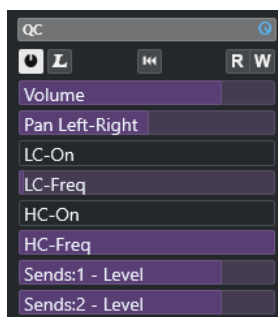 QC
L R W
Volume
Pan Left-Right
LC-On
LC-Freq
HC-On
HC-Freq
Sends:1 - Level
Sends:2 - Level